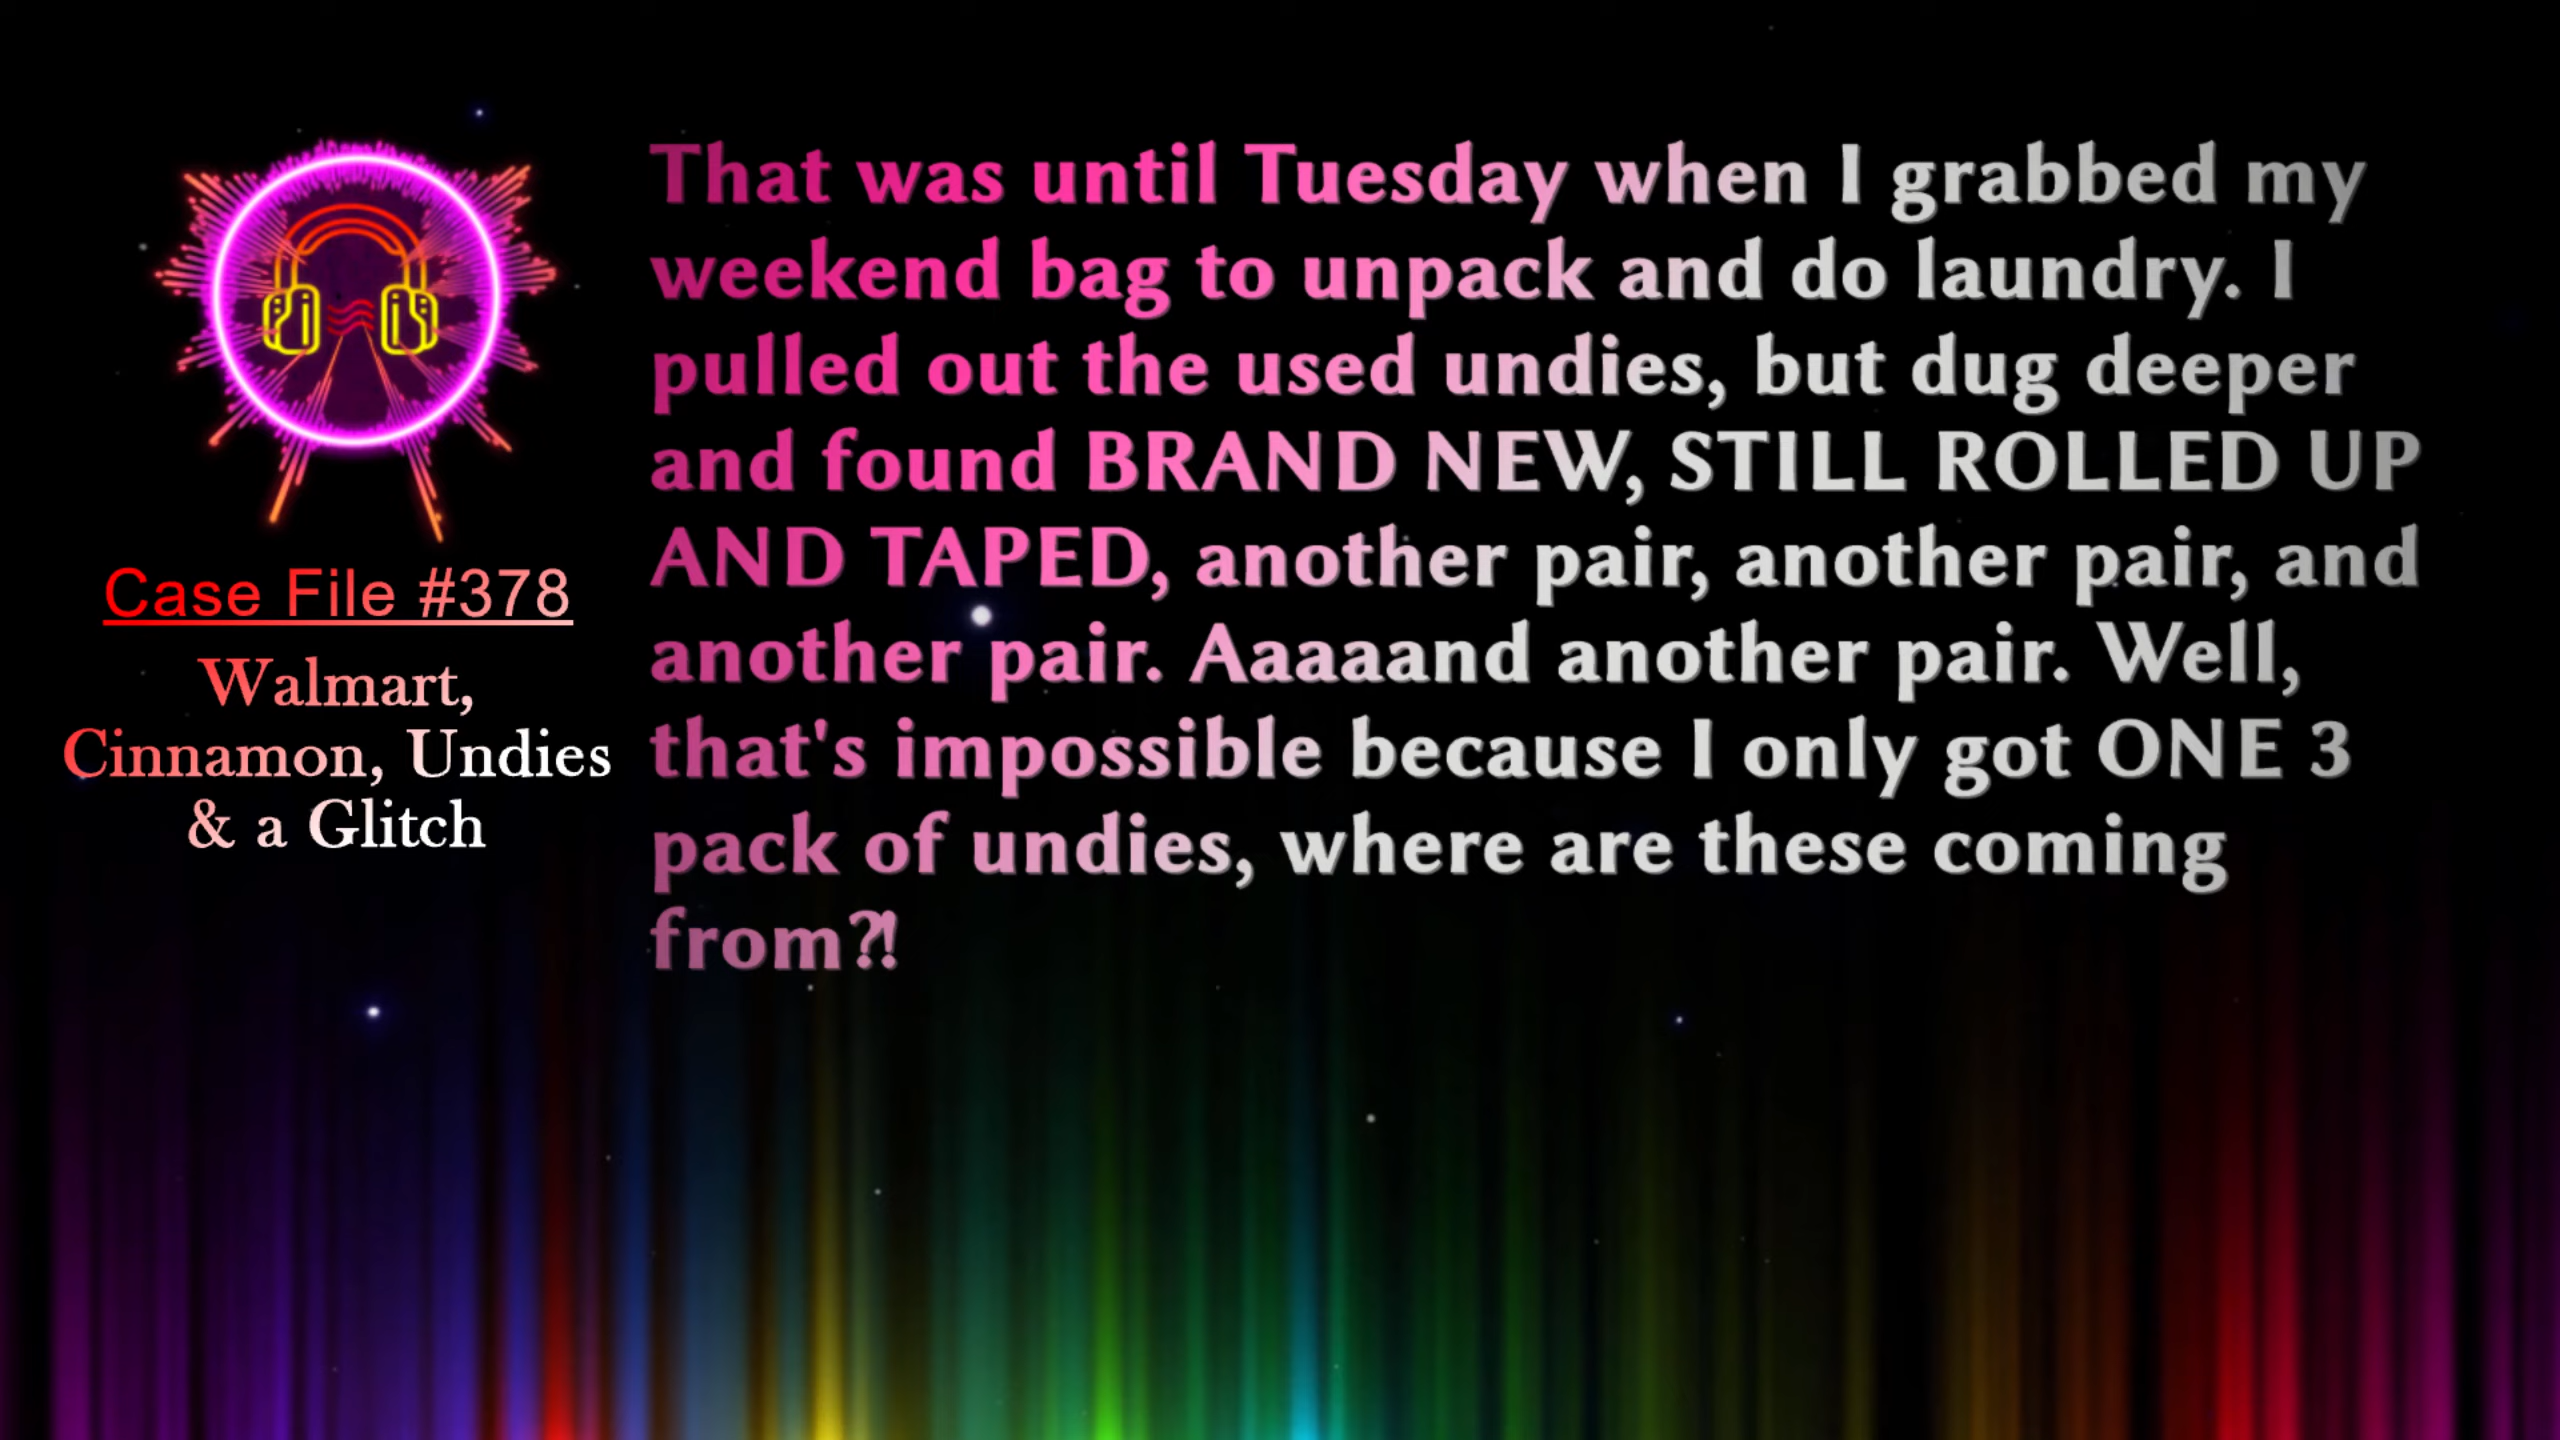 Case File #378
Walmart,
Cinnamon, Undies
& a Glitch
That was until Tuesday when I grabbed my
weekend bag to unpack and do laundry. I
pulled out the used undies, but dug deeper
and found BRAND NEW, STILL ROLLED UP
AND TAPED, another pair, another pair, and
another pair. Aaaaand another pair. Well,
that's impossible because I only got ONE 3
pack of undies, where are these coming
from?!